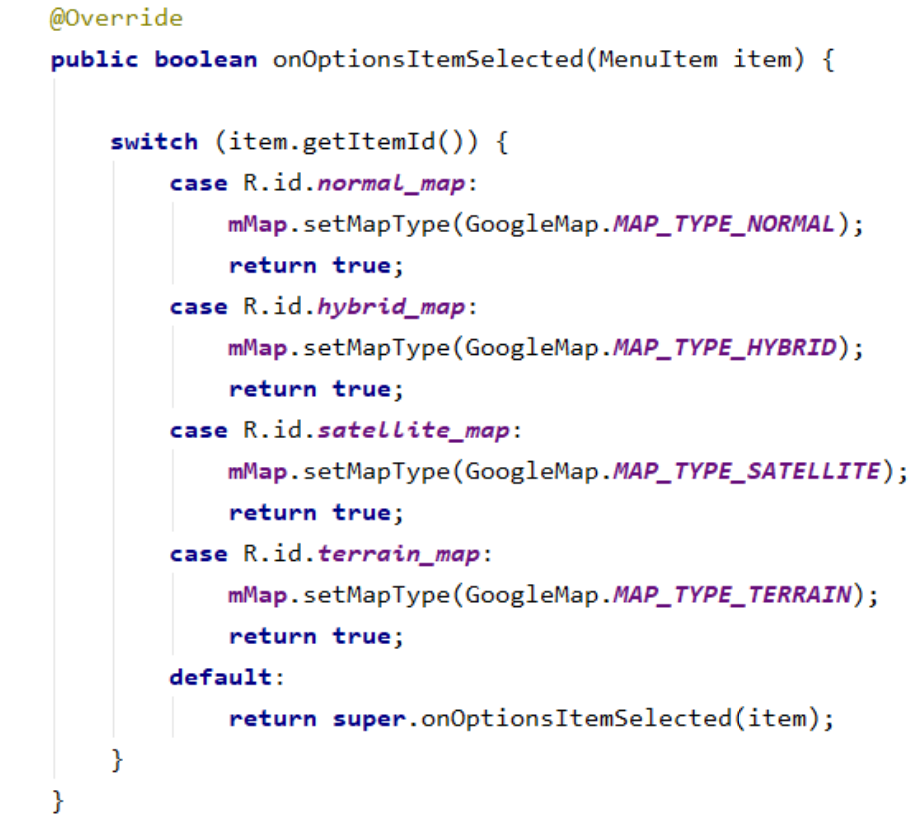 @Override
public boolean onOptionsItemSelected(MenuItem item) {
switch (item.getItemId()) {
case R.id.normal_map:
mMap.setMapType(GoogleMap.MAP_TYPE_NORMAL);
return true;
case R.id.hybrid_map:
mMap.setMapType(GoogleMap.MAP_TYPE_HYBRID);
return true;
case R.id.satellite_map:
mMap.setMapType(GoogleMap.MAP_TYPE_SATELLITE);
return true;
case R.id.terrain_map:
mMap.setMapType(GoogleMap.MAP_TYPE_TERRAIN);
return true;
default:
return super.onOptionsItemSelected(item);
}
}